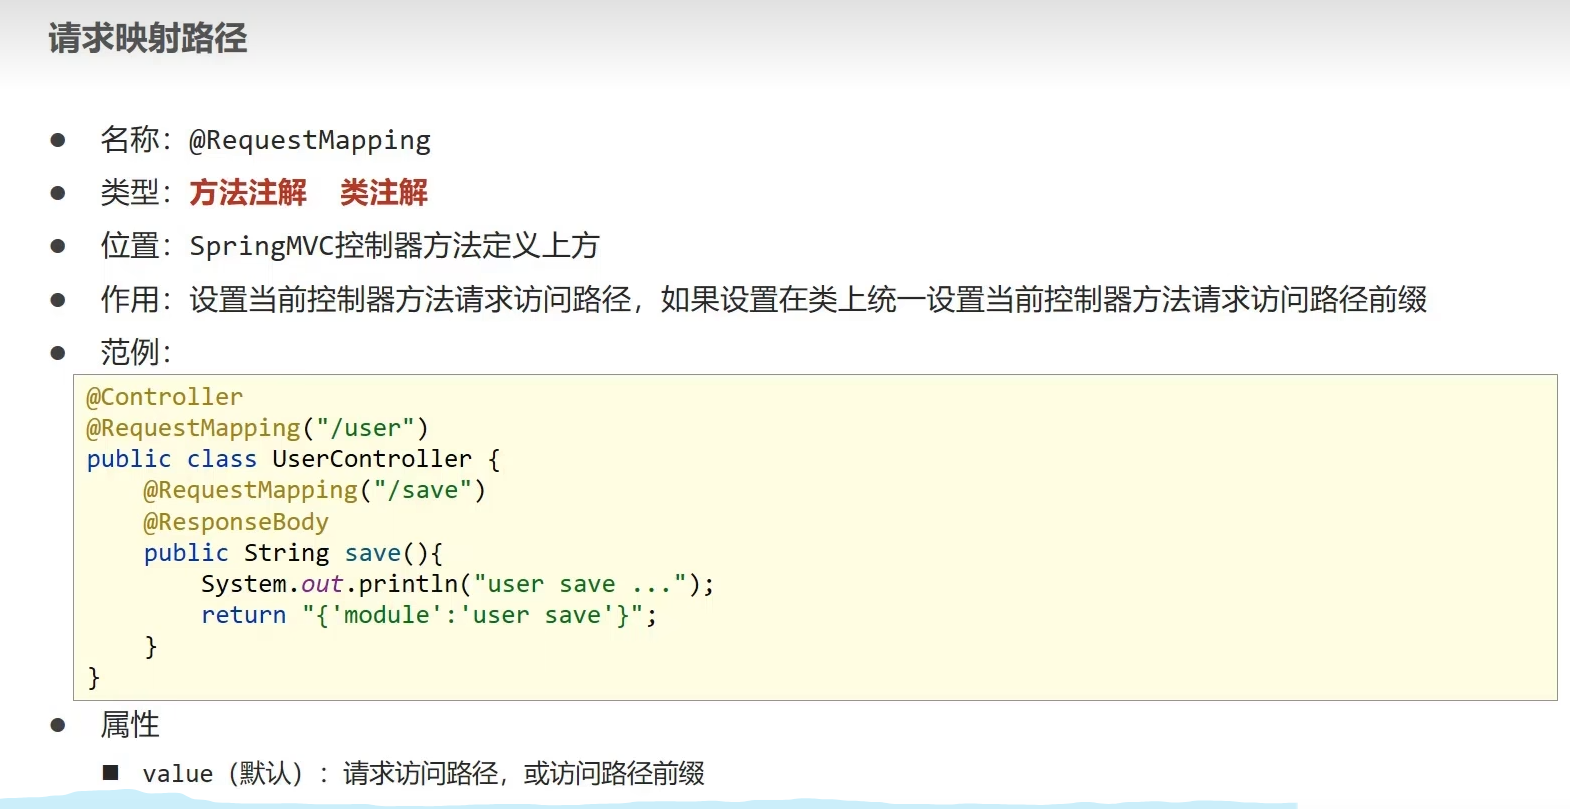 请求映射路径
名称：@RequestMapping
类型：方法注解 类注解
位置：SpringMVC控制器方法定义上方
作用：设置当前控制器方法请求访问路径，如果设置在类上统一设置当前控制器方法请求访问路径前缀
范例：
@Controller
@RequestMapping("/user")
public class UserController {
    @RequestMapping("/save")
    @ResponseBody
    public String save(){
        System.out.println("user save ...");
        return "{'module':'user save'}";
    }
}
属性
value（默认）：请求访问路径，或访问路径前缀